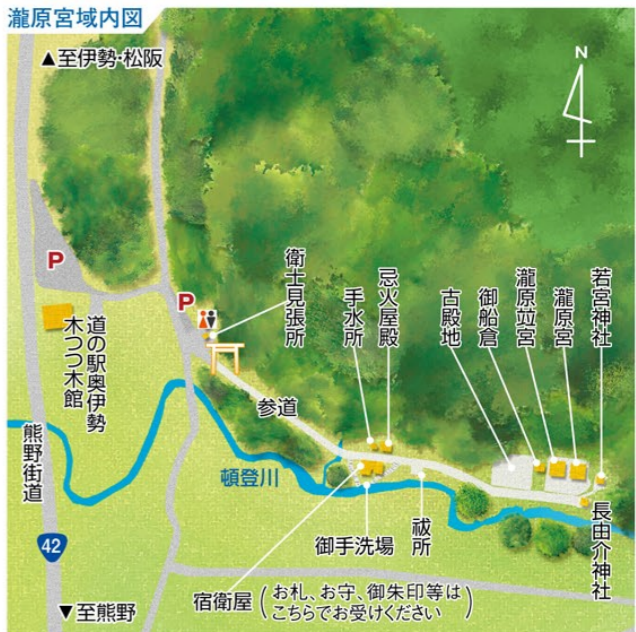 瀧原宮域内図
▲至伊勢・松阪
N
P
P
道の駅奥伊勢
木つつ木館
衛士見張所
手水所
忌火屋殿
古殿地
御船倉
瀧原竝宮
瀧原宮
若宮神社
参道
熊野街道
頓登川
御手洗場
祓所
長由介神社
42
宿衛屋
(お札、お守、御朱印等は
こちらでお受けください)
▼至熊野